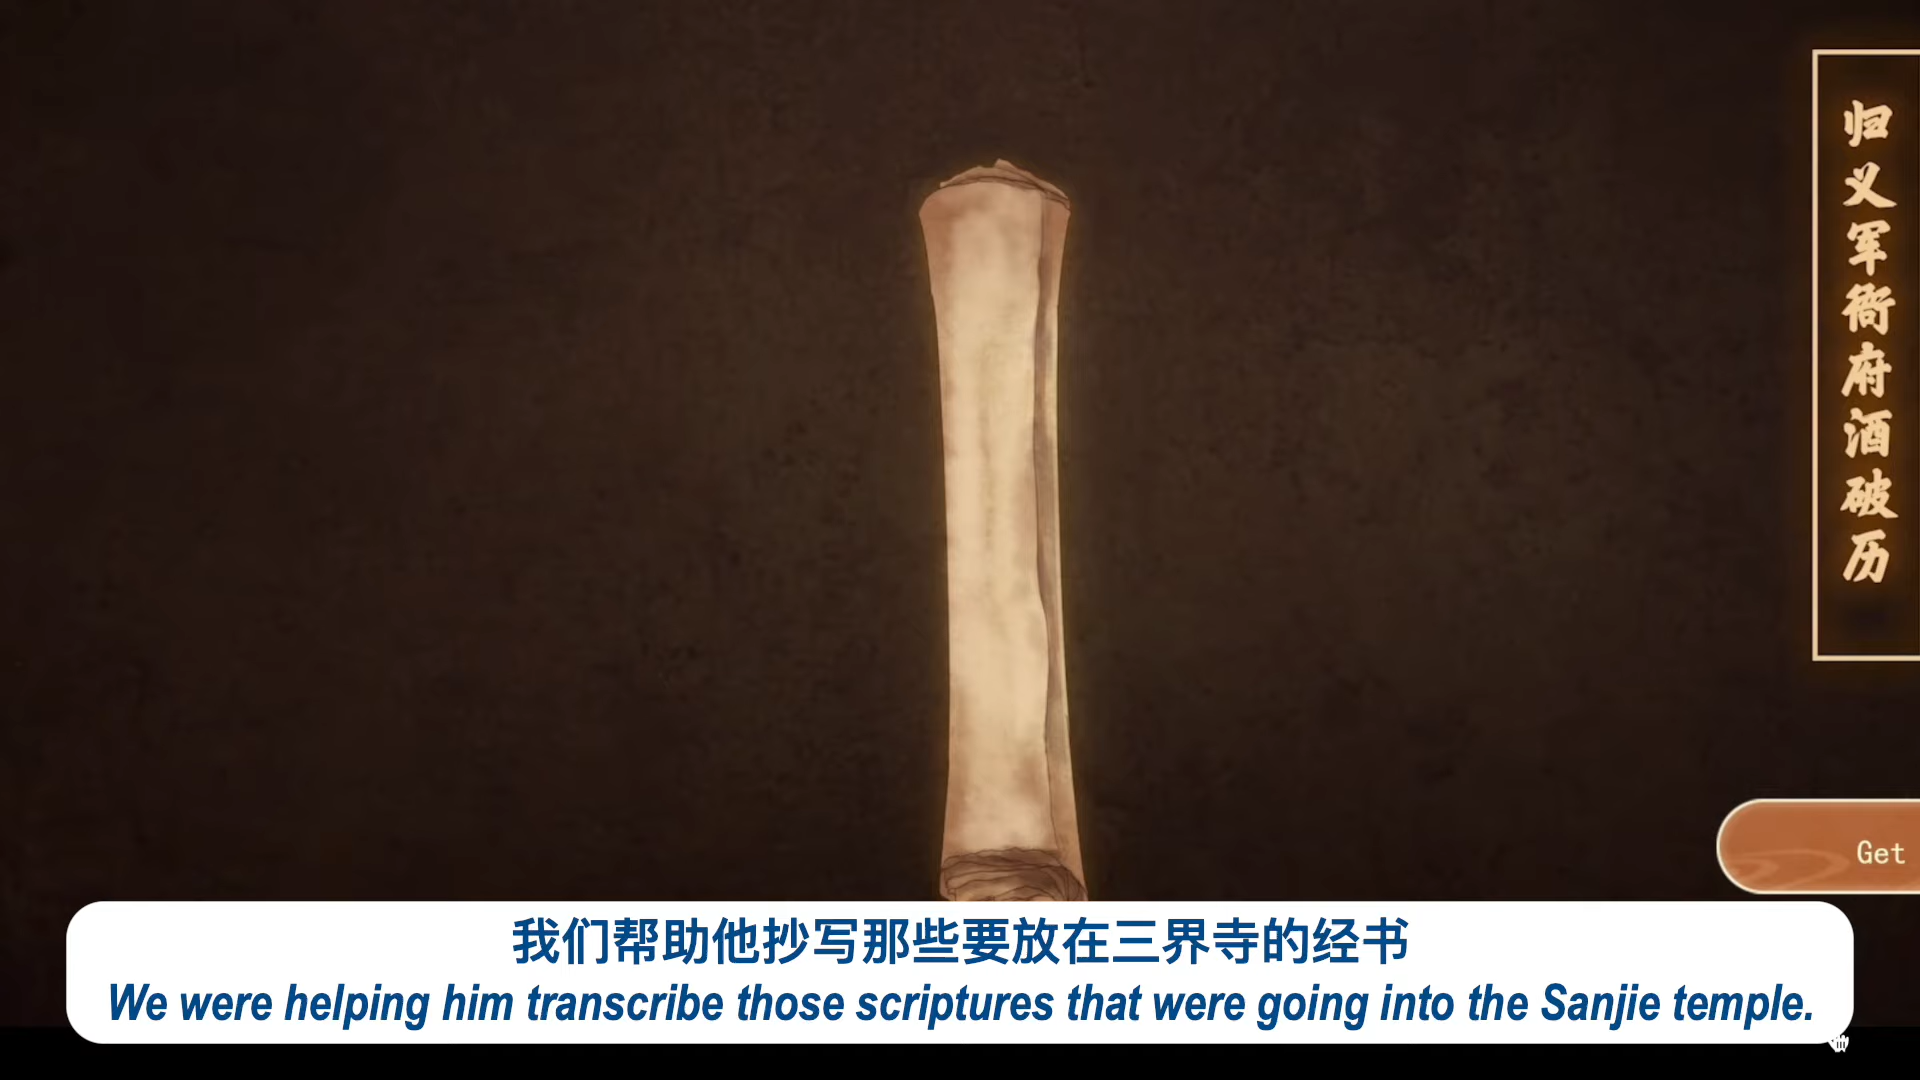 归义军衙府酒破历
Get
我们帮助他抄写那些要放在三界寺的经书
We were helping him transcribe those scriptures that were going into the Sanjie temple.